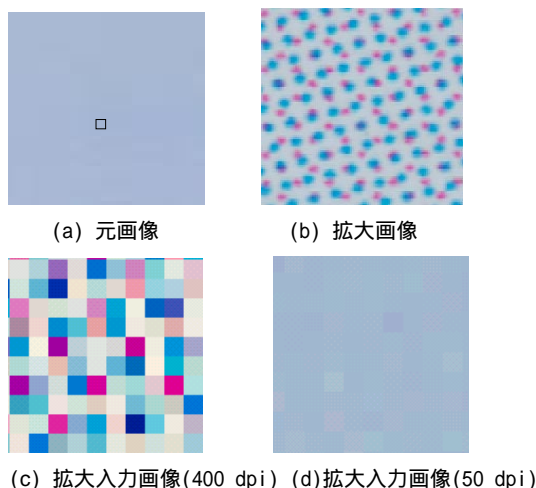 (a) 元画像
(b) 拡大画像
(c) 拡大入力画像(400 dpi)
(d)拡大入力画像(50 dpi)